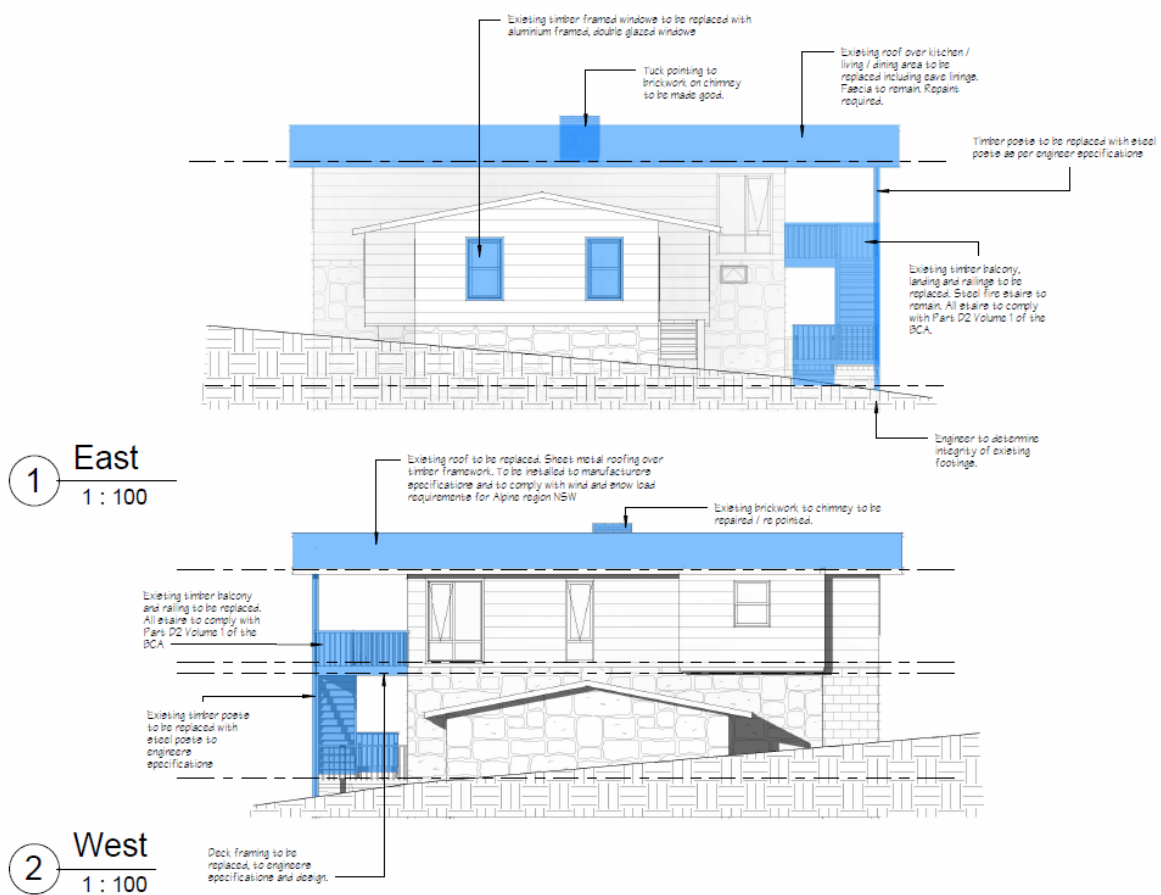 Existing timber framed windows to be replaced with
aluminium framed, double glazed windows
Tuck pointing to
brickwork on chimney
to be made good.
Existing roof over kitchen /
living / dining area to be
replaced including eave linings.
Fascia to remain. Repaint
required.
Timber posts to be replaced with steel
posts as per engineer specifications
Existing timber balcony,
landing and railings to be
replaced. Steel fire stairs to
remain. All stairs to comply
with Part D2 Volume 1 of the
BCA.
Engineer to determine
integrity of existing
footings.
1
East
1 : 100
Existing roof to be replaced. Sheet metal roofing over
timber framework. To be installed to manufacturers
specifications and to comply with wind and snow load
requirements for Alpine region NSW
Existing brickwork to chimney to be
repaired / re pointed.
Existing timber balcony
and railing to be replaced.
All stairs to comply with
Part D2 Volume 1 of the
BCA
Existing timber posts
to be replaced with
steel posts to
engineers
specifications
2
West
1 : 100
Deck framing to be
replaced, to engineers
specifications and design.